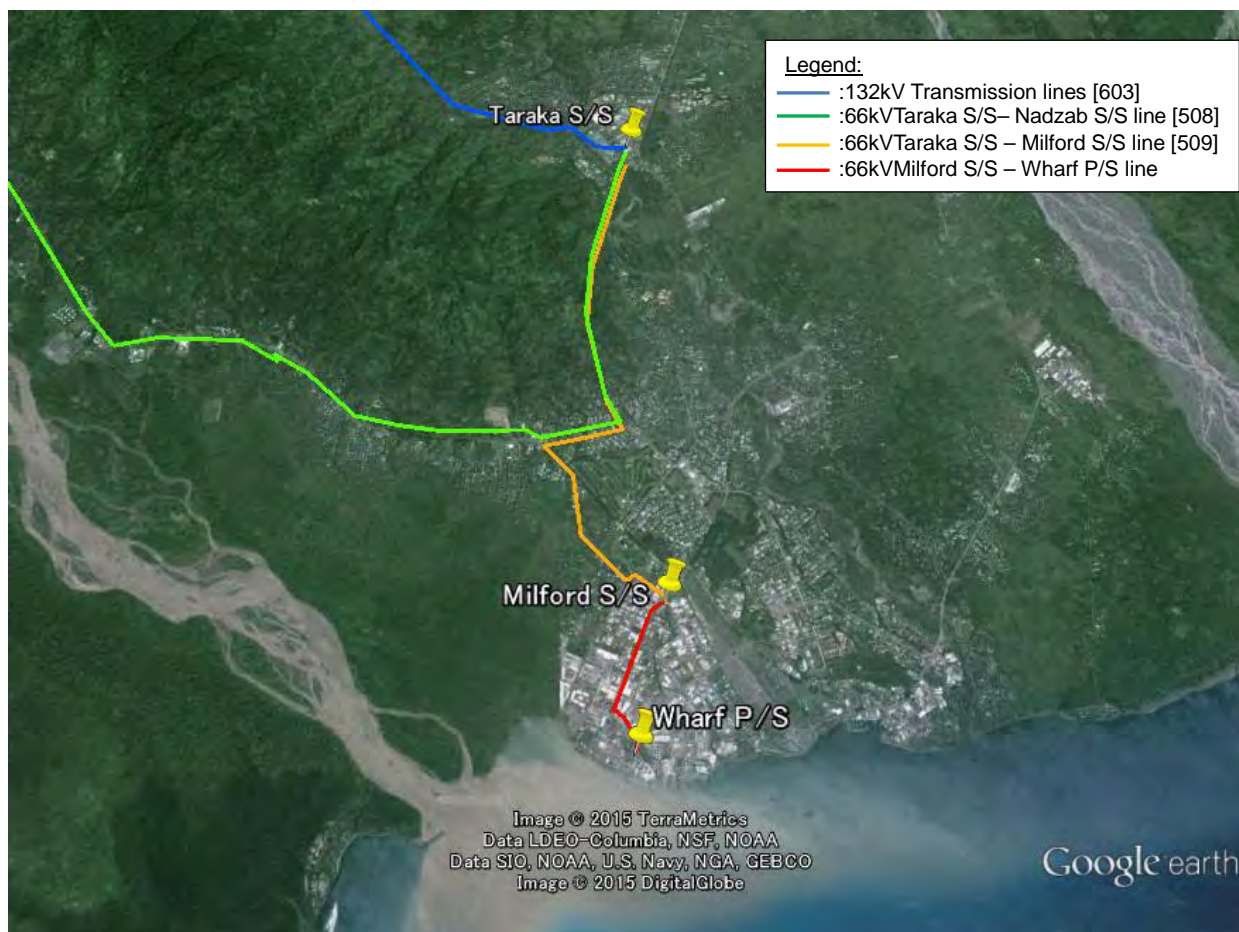 Legend:
:132kV Transmission lines [603]
:66kVTaraka S/S– Nadzab S/S line [508]
:66kVTaraka S/S – Milford S/S line [509]
:66kVMilford S/S – Wharf P/S line
Taraka S/S
Milford S/S
Wharf P/S
Image © 2015 TerraMetrics
Data LDEO-Columbia, NSF, NOAA
Data SIO, NOAA, U.S. Navy, NGA, GEBCO
Image © 2015 DigitalGlobe
Google earth